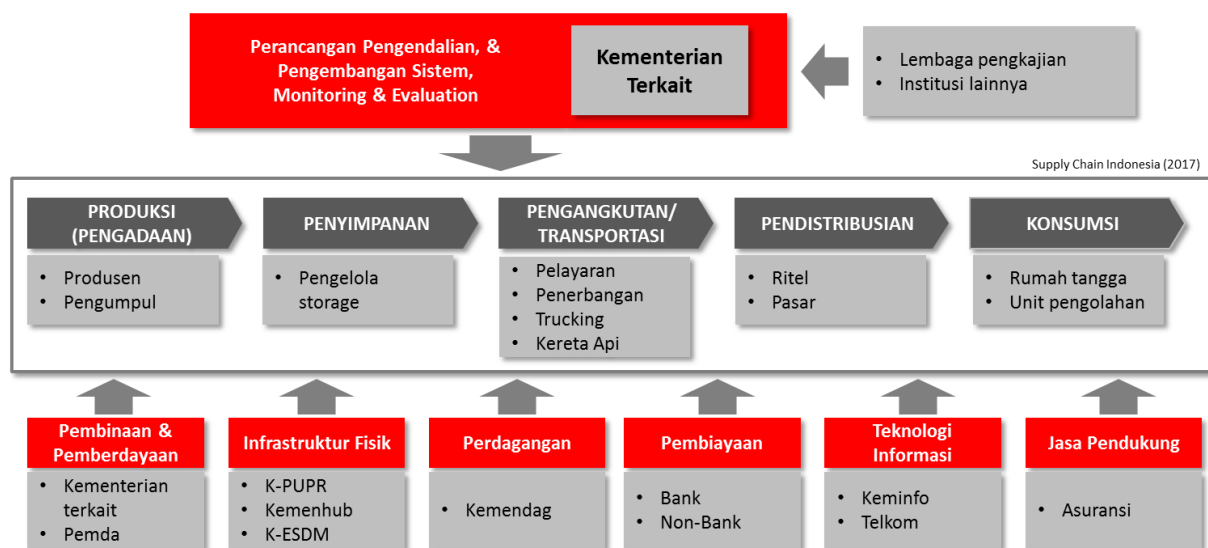 Perancangan Pengendalian, &
Pengembangan Sistem,
Monitoring & Evaluation
Kementerian
Terkait
• Lembaga pengkajian
• Institusi lainnya
Supply Chain Indonesia (2017)
PRODUKSI
(PENGADAAN)
• Produsen
• Pengumpul
PENYIMPANAN
• Pengelola
storage
PENGANGKUTAN/
TRANSPORTASI
• Pelayaran
• Penerbangan
• Trucking
• Kereta Api
PENDISTRIBUSIAN
• Ritel
• Pasar
KONSUMSI
• Rumah tangga
• Unit pengolahan
Pembinaan &
Pemberdayaan
• Kementerian
terkait
• Pemda
Infrastruktur Fisik
• K-PUPR
• Kemenhub
• K-ESDM
Perdagangan
• Kemendag
Pembiayaan
• Bank
• Non-Bank
Teknologi
Informasi
• Keminfo
• Telkom
Jasa Pendukung
• Asuransi